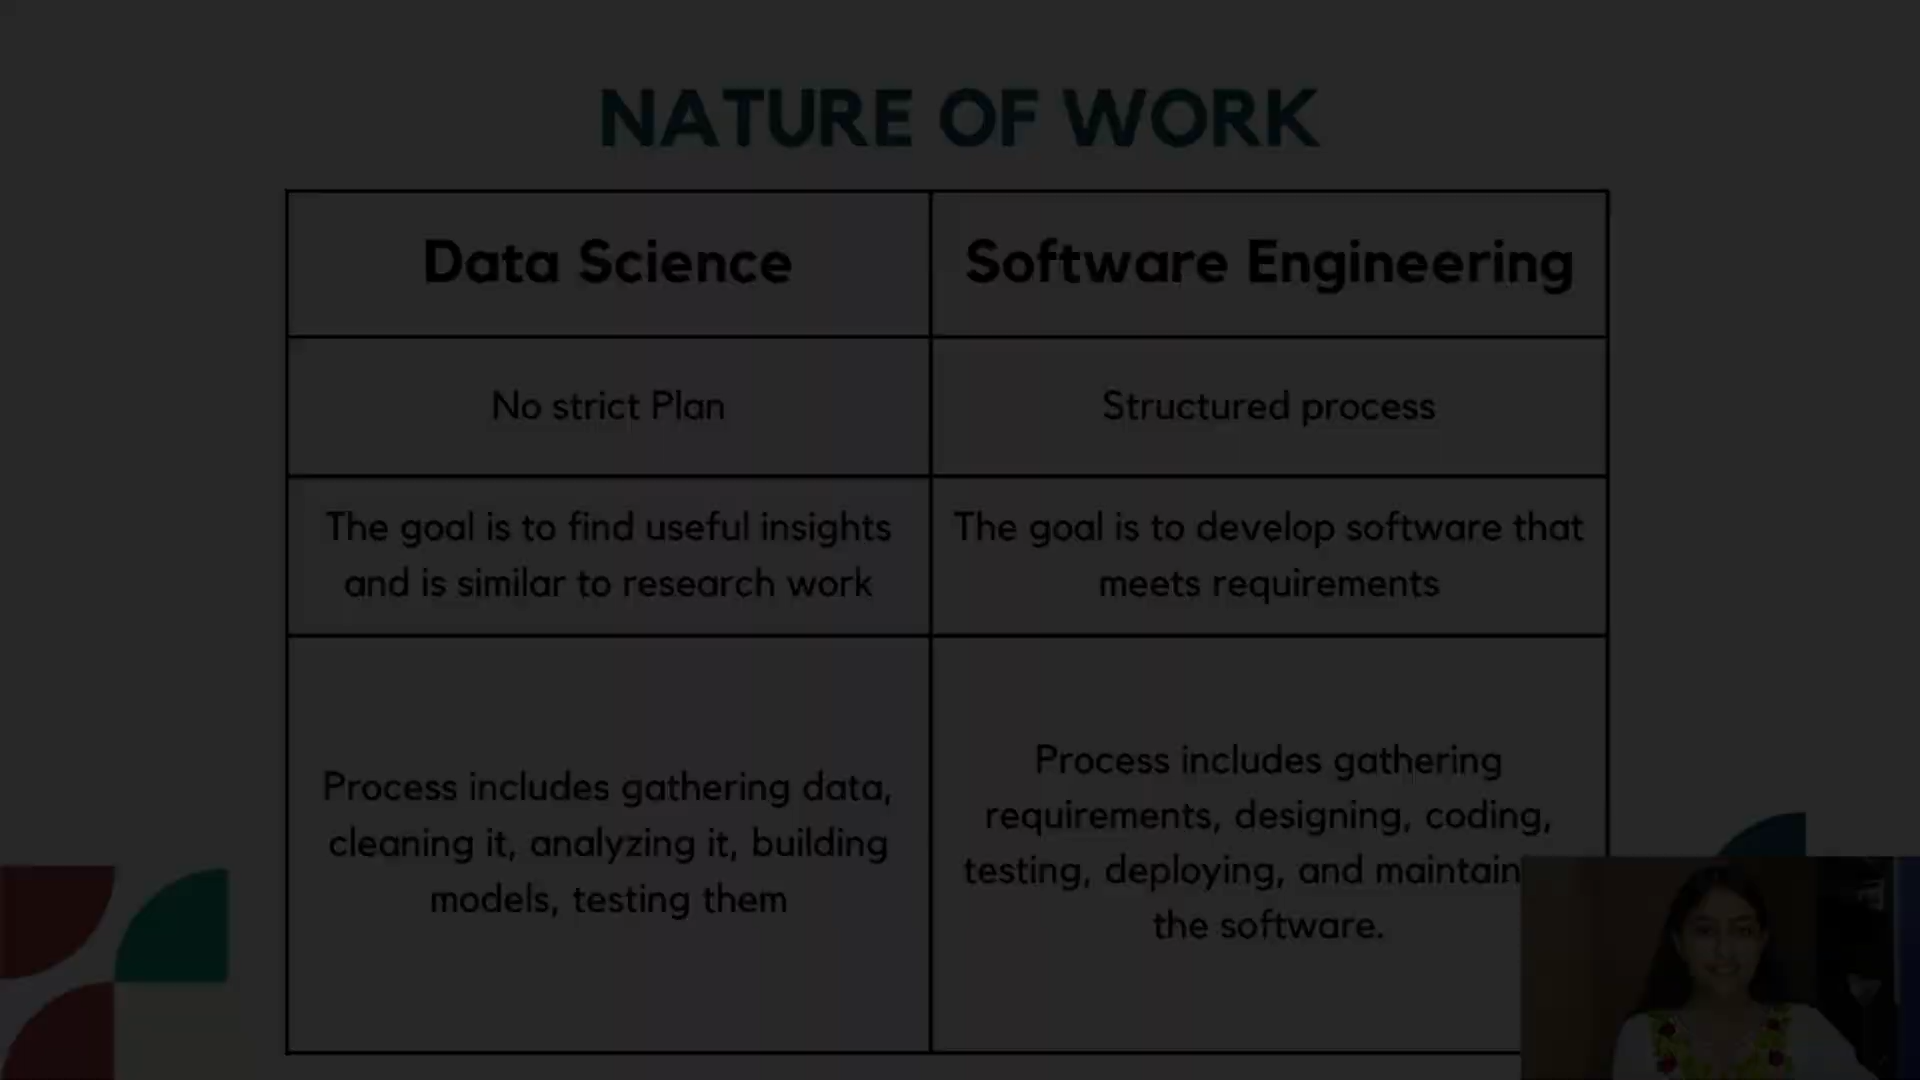 NATURE OF WORK
Data Science
Software Engineering
No strict Plan
Structured process
The goal is to find useful insights
and is similar to research work
The goal is to develop software that
meets requirements
Process includes gathering data,
cleaning it, analyzing it, building
models, testing them
Process includes gathering
requirements, designing, coding,
testing, deploying, and maintain
the software.